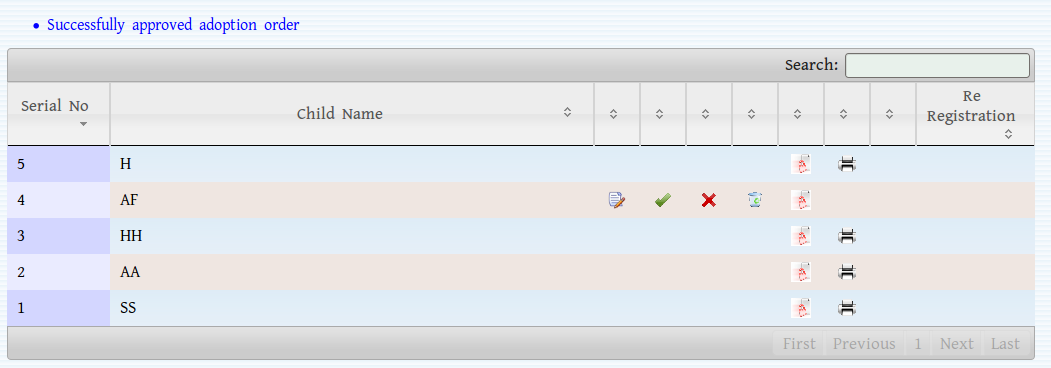 Successfully approved adoption order
Search:
Serial No Child Name Re Registration
5 H
4 AF
3 HH
2 AA
1 SS
First Previous 1 Next Last